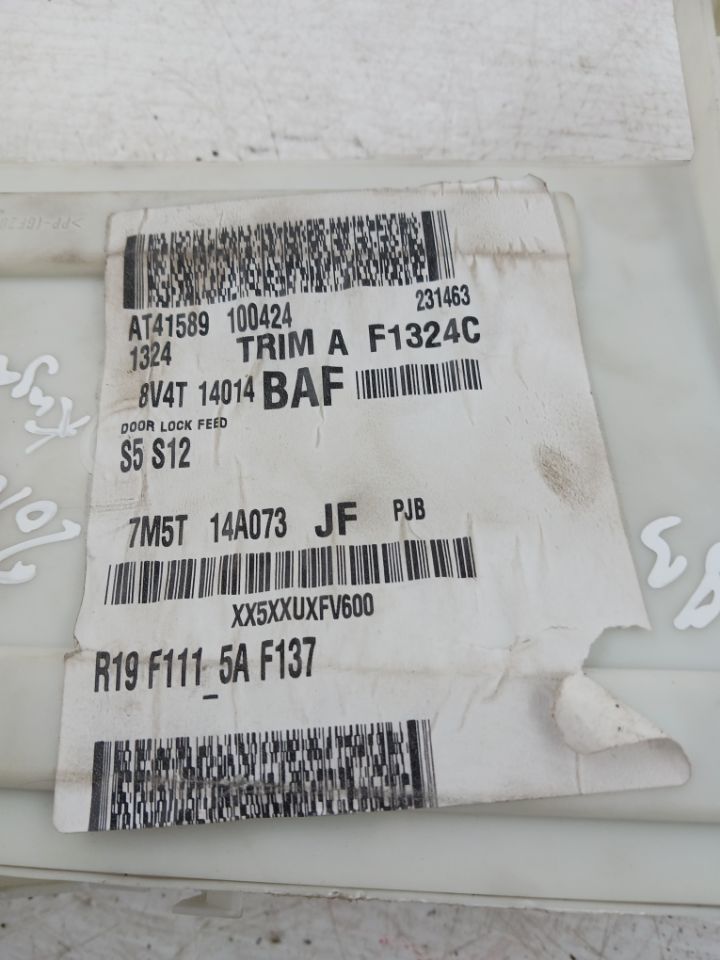 AT41589 100424 231463
1324 TRIM A F1324C
8V4T 14014 BAF
DOOR LOCK FEED
S5 S12
7M5T 14A073 JF PJB
XX5XXUXFV600
R19 F111_5A F137